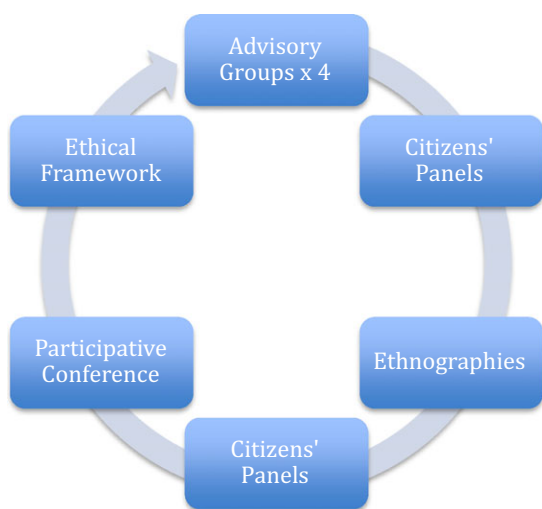 Advisory
Groups x 4
Citizens'
Panels
Ethnographies
Citizens'
Panels
Participative
Conference
Ethical
Framework